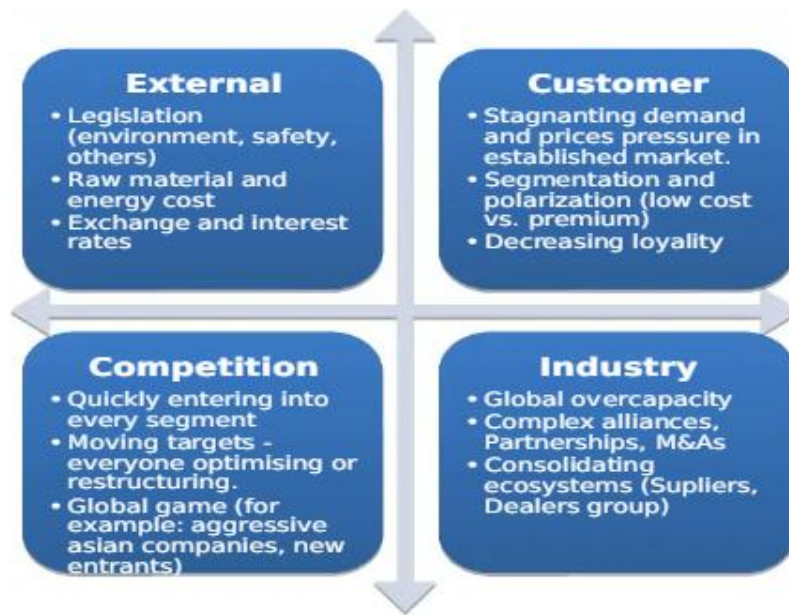 External
• Legislation
(environment, safety,
others)
• Raw material and
energy cost
• Exchange and interest
rates
Customer
• Stagnanting demand
and prices pressure in
established market.
• Segmentation and
polarization (low cost
vs. premium)
• Decreasing loyality
Competition
• Quickly entering into
every segment
• Moving targets -
everyone optimising or
restructuring.
• Global game (for
example: aggressive
asian companies, new
entrants)
Industry
• Global overcapacity
• Complex alliances,
Partnerships, M&As
• Consolidating
ecosystems (Supliers,
Dealers group)